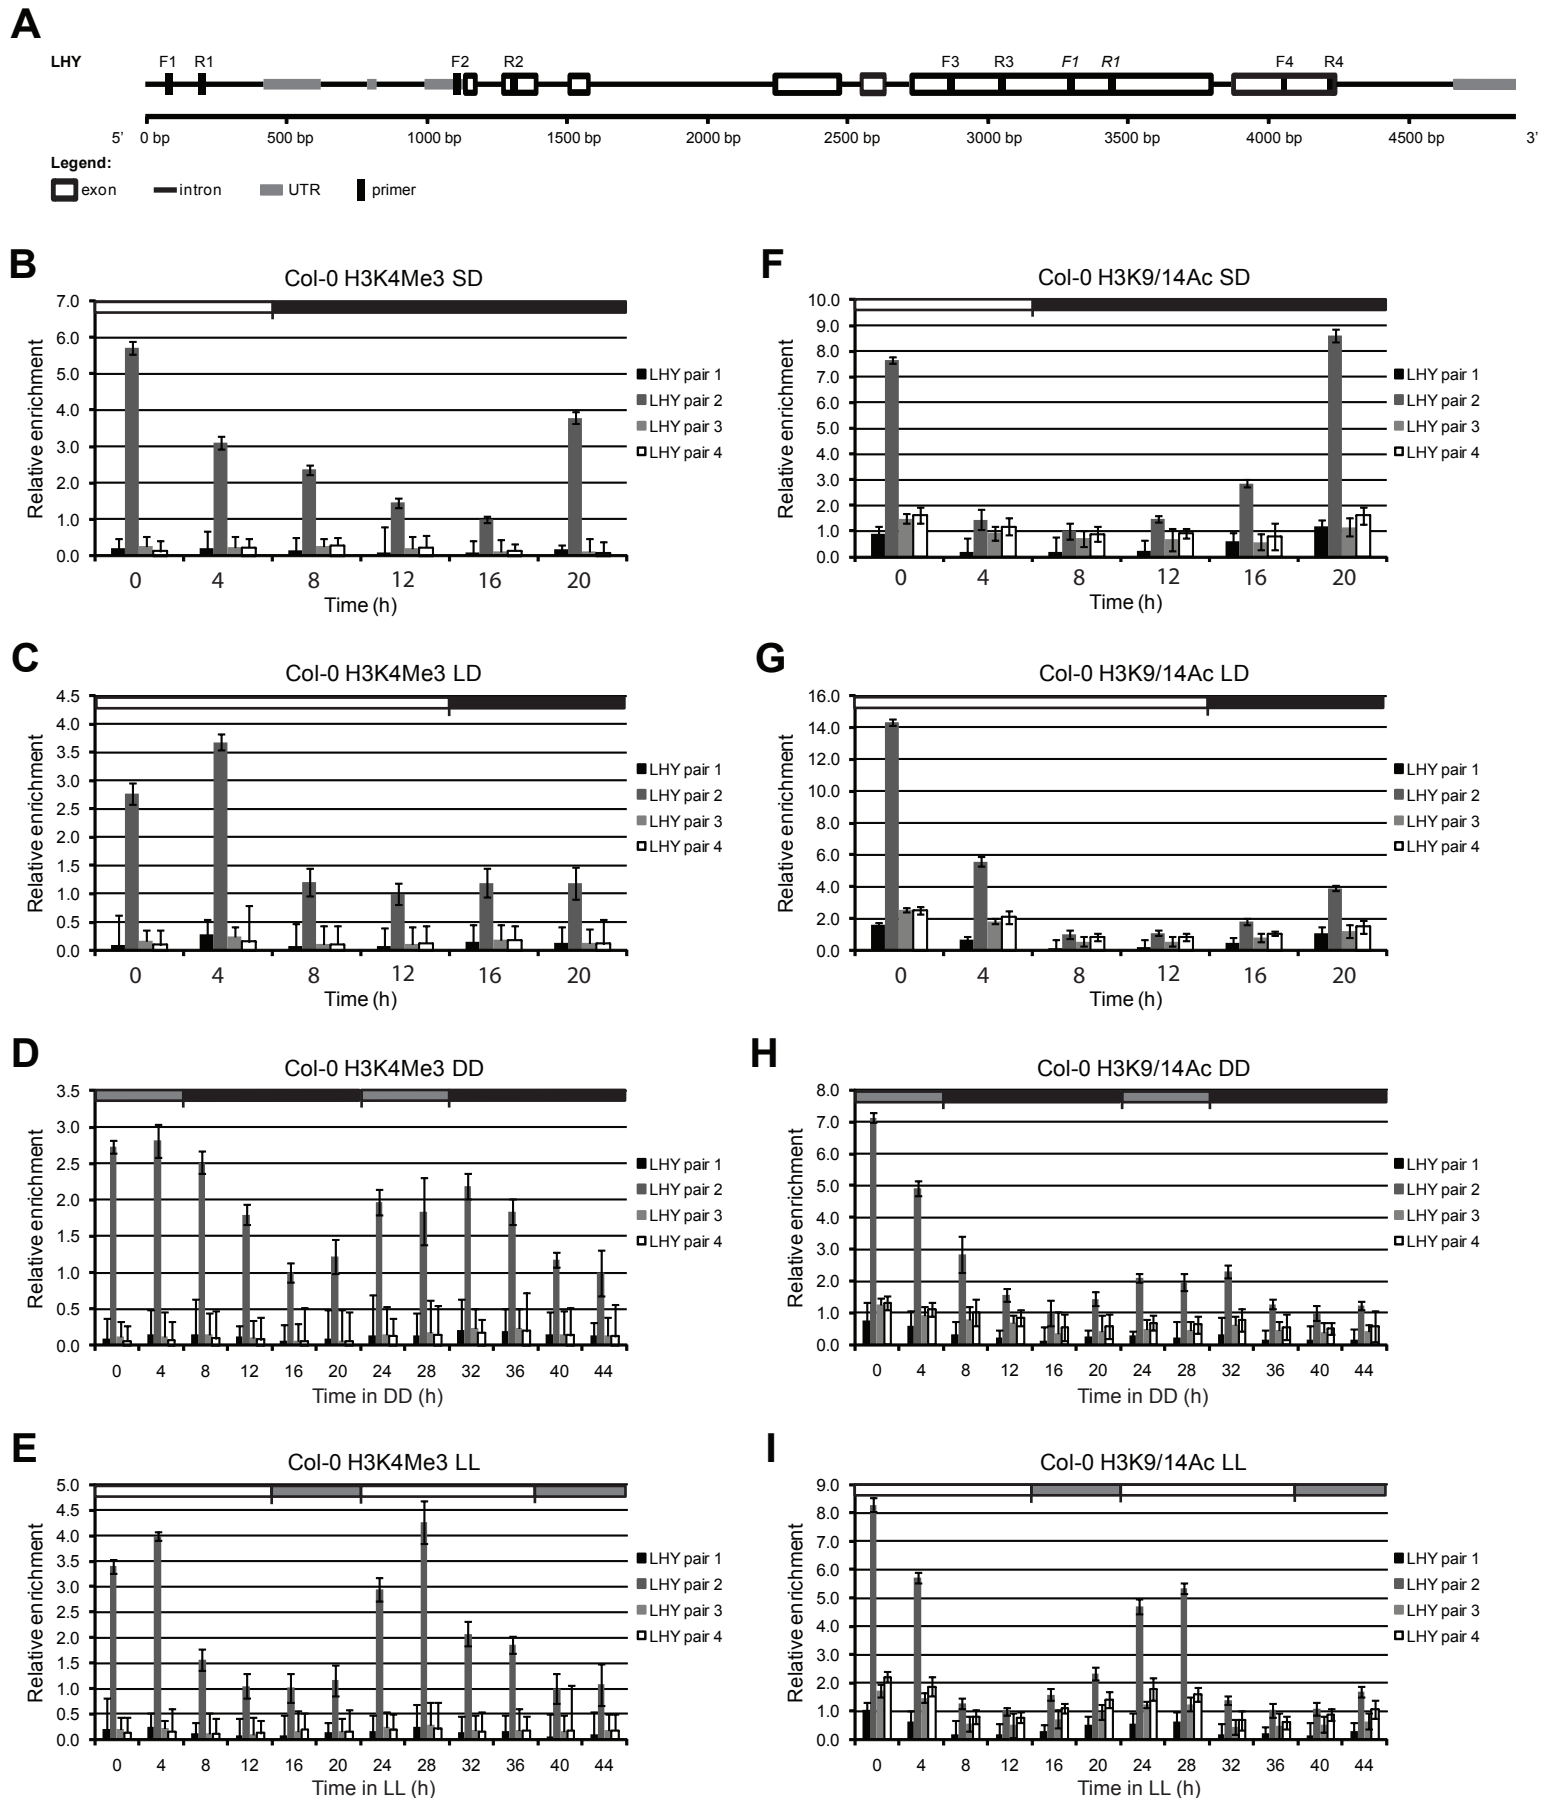 A
LHY
F1 R1 F2 R2 F3 R3 F1 R1 F4 R4
5' 0 bp 500 bp 1000 bp 1500 bp 2000 bp 2500 bp 3000 bp 3500 bp 4000 bp 4500 bp 3'
Legend:
exon intron UTR primer
B
Col-0 H3K4Me3 SD
Relative enrichment
7.0
6.0
5.0
4.0
3.0
2.0
1.0
0.0
0 4 8 12 16 20
Time (h)
LHY pair 1
LHY pair 2
LHY pair 3
LHY pair 4
F
Col-0 H3K9/14Ac SD
Relative enrichment
10.0
9.0
8.0
7.0
6.0
5.0
4.0
3.0
2.0
1.0
0.0
0 4 8 12 16 20
Time (h)
LHY pair 1
LHY pair 2
LHY pair 3
LHY pair 4
C
Col-0 H3K4Me3 LD
Relative enrichment
4.5
4.0
3.5
3.0
2.5
2.0
1.5
1.0
0.5
0.0
0 4 8 12 16 20
Time (h)
LHY pair 1
LHY pair 2
LHY pair 3
LHY pair 4
G
Col-0 H3K9/14Ac LD
Relative enrichment
16.0
14.0
12.0
10.0
8.0
6.0
4.0
2.0
0.0
0 4 8 12 16 20
Time (h)
LHY pair 1
LHY pair 2
LHY pair 3
LHY pair 4
D
Col-0 H3K4Me3 DD
Relative enrichment
3.5
3.0
2.5
2.0
1.5
1.0
0.5
0.0
0 4 8 12 16 20 24 28 32 36 40 44
Time in DD (h)
LHY pair 1
LHY pair 2
LHY pair 3
LHY pair 4
H
Col-0 H3K9/14Ac DD
Relative enrichment
8.0
7.0
6.0
5.0
4.0
3.0
2.0
1.0
0.0
0 4 8 12 16 20 24 28 32 36 40 44
Time in DD (h)
LHY pair 1
LHY pair 2
LHY pair 3
LHY pair 4
E
Col-0 H3K4Me3 LL
Relative enrichment
5.0
4.5
4.0
3.5
3.0
2.5
2.0
1.5
1.0
0.5
0.0
0 4 8 12 16 20 24 28 32 36 40 44
Time in LL (h)
LHY pair 1
LHY pair 2
LHY pair 3
LHY pair 4
I
Col-0 H3K9/14Ac LL
Relative enrichment
9.0
8.0
7.0
6.0
5.0
4.0
3.0
2.0
1.0
0.0
0 4 8 12 16 20 24 28 32 36 40 44
Time in LL (h)
LHY pair 1
LHY pair 2
LHY pair 3
LHY pair 4